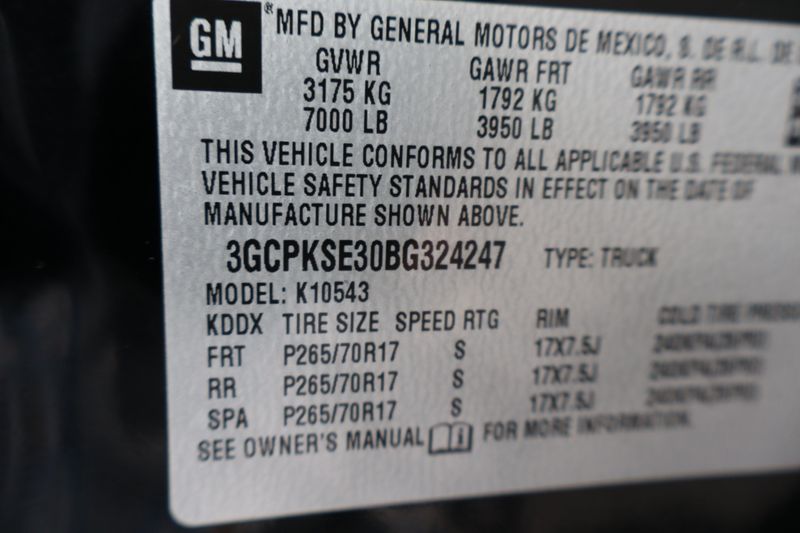 GM
® MFD BY GENERAL MOTORS DE MEXICO, S. DE R.L. DE
GVWR GAWR FRT GAWR RR
3175 KG 1792 KG 1792 KG
7000 LB 3950 LB 3950 LB
THIS VEHICLE CONFORMS TO ALL APPLICABLE U.S. FEDERAL
VEHICLE SAFETY STANDARDS IN EFFECT ON THE DATE OF
MANUFACTURE SHOWN ABOVE.
3GCPKSE30BG324247 TYPE: TRUCK
MODEL: K10543
KDDX TIRE SIZE SPEED RTG RIM COLD TIRE
FRT P265/70R17 S 17X7.5J
RR P265/70R17 S 17X7.5J
SPA P265/70R17 S 17X7.5J
SEE OWNER'S MANUAL FOR MORE INFORMATION.